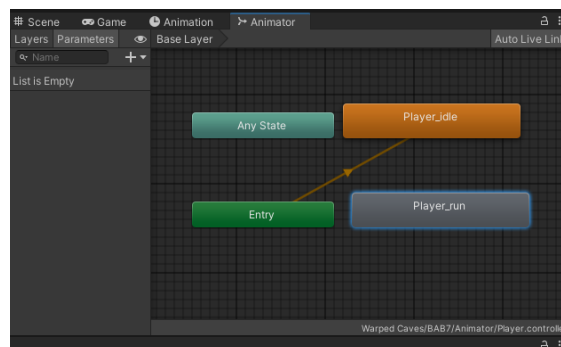 Scene Game Animation Animator
Layers Parameters Base Layer Auto Live Link
Name
List is Empty
Player_idle
Any State
Player_run
Entry
Warped Caves/BAB7/Animator/Player.controlle